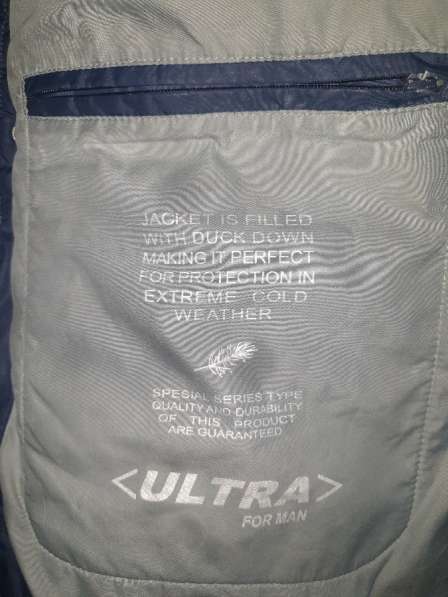 JACKET IS FILLED
WITH DUCK DOWN
MAKING IT PERFECT
FOR PROTECTION IN
EXTREME COLD
WEATHER
SPECIAL SERIES TYPE
QUALITY AND DURABILITY
OF THIS PRODUCT
ARE GUARANTEED
<ULTRA>
FOR MAN